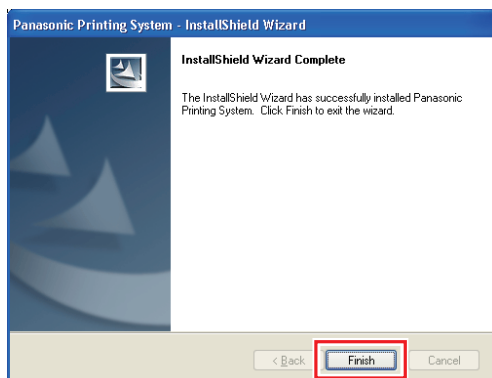 Panasonic Printing System - InstallShield Wizard
InstallShield Wizard Complete
The InstallShield Wizard has successfully installed Panasonic
Printing System. Click Finish to exit the wizard.
< Back
Finish
Cancel